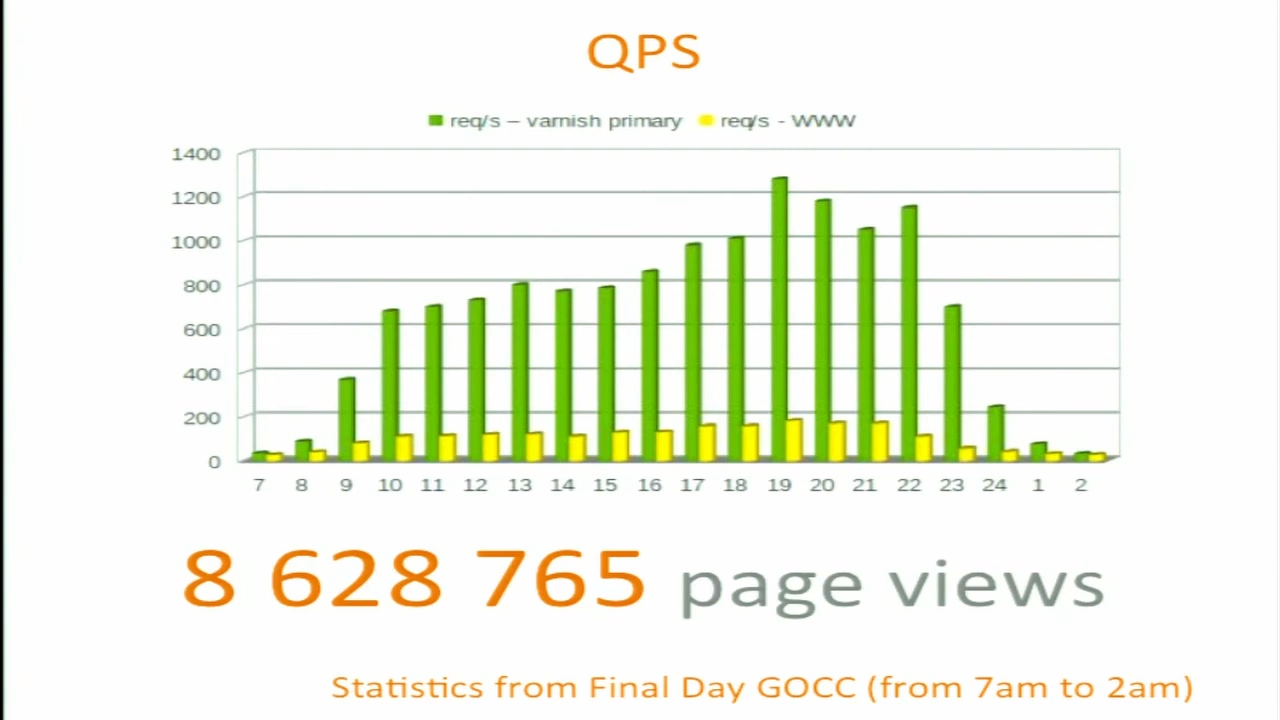 QPS
req/s – varnish primary req/s - WWW
1400
1200
1000
800
600
400
200
0
7 8 9 10 11 12 13 14 15 16 17 18 19 20 21 22 23 24 1 2
8 628 765 page views
Statistics from Final Day GOCC (from 7am to 2am)